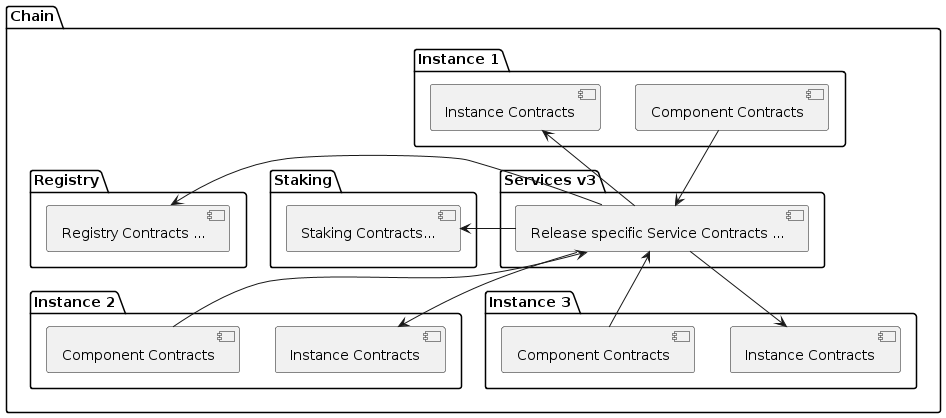 Chain
Instance 1
Instance Contracts
Component Contracts
Registry
Staking
Services v3
Registry Contracts ...
Staking Contracts...
Release specific Service Contracts ...
Instance 2
Instance 3
Component Contracts
Instance Contracts
Component Contracts
Instance Contracts